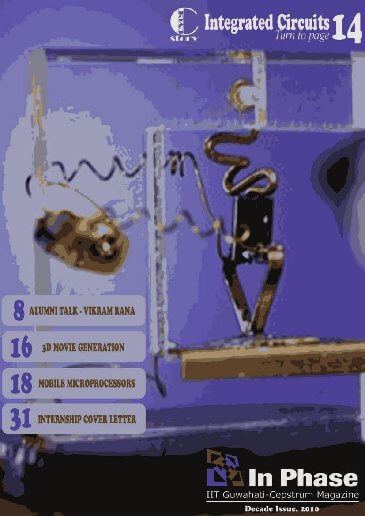 Cover
Story
Integrated Circuits
Turn to page 14
8 ALUMNI TALK - VIKRAM RANA
16 3D MOVIE GENERATION
18 MOBILE MICROPROCESSORS
31 INTERNSHIP COVER LETTER
In Phase
IIT Guwahati-Cepstrum Magazine
Decade Issue, 2010